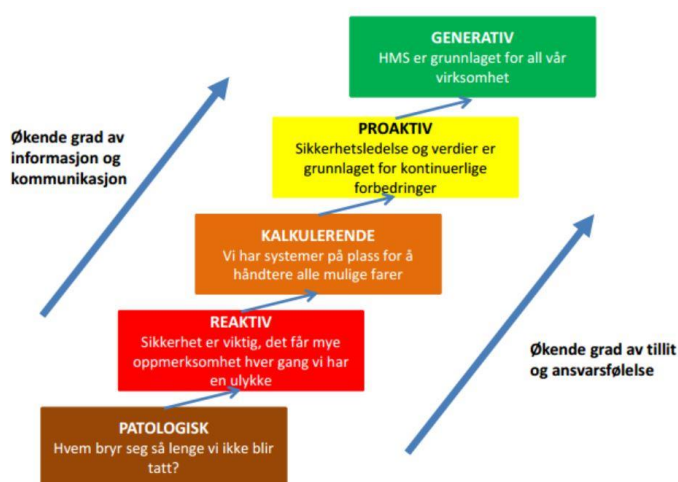 GENERATIV
HMS er grunnlaget for all vår
virksomhet
Økende grad av
informasjon og
kommunikasjon
PROAKTIV
Sikkerhetsledelse og verdier er
grunnlaget for kontinuerlige
forbedringer
KALKULERENDE
Vi har systemer på plass for å
håndtere alle mulige farer
REAKTIV
Sikkerhet er viktig, det får mye
oppmerksomhet hver gang vi har
en ulykke
Økende grad av tillit
og ansvarsfølelse
PATOLOGISK
Hvem bryr seg så lenge vi ikke blir
tatt?